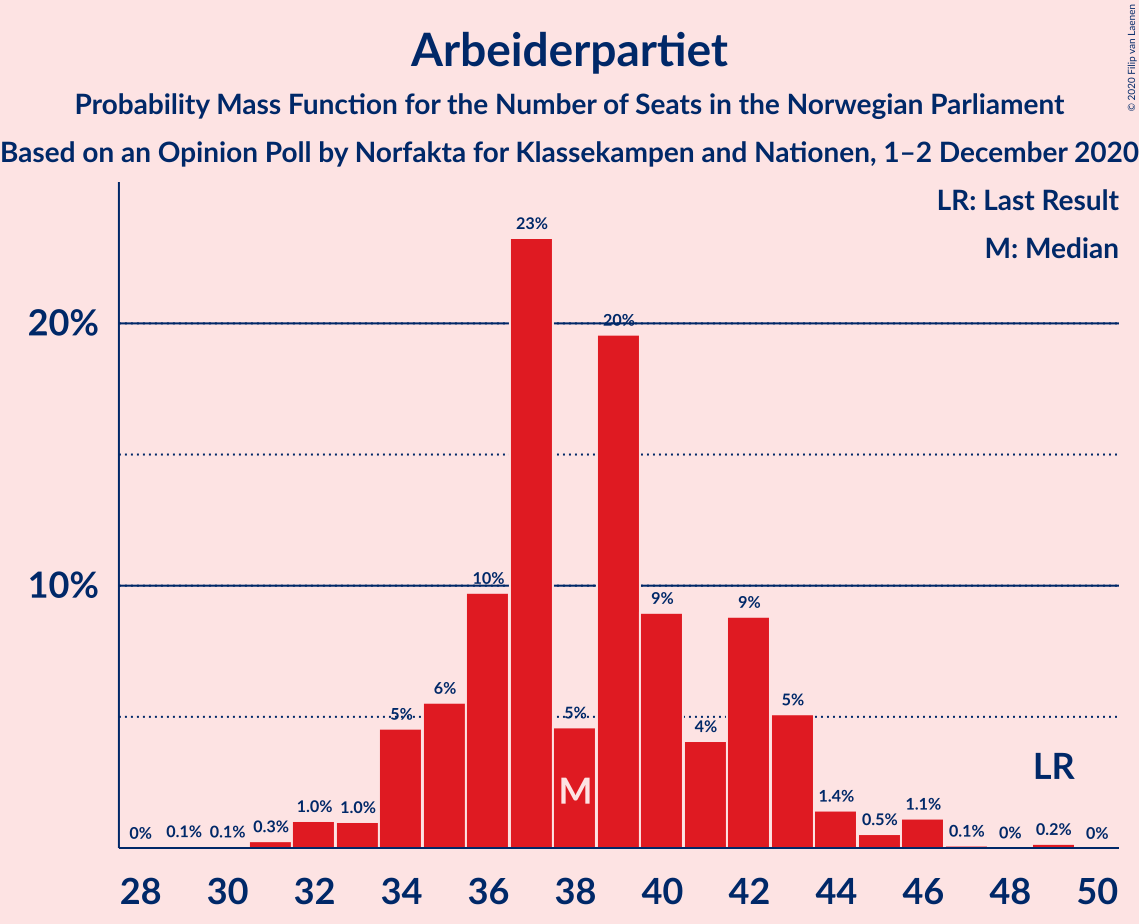 Arbeiderpartiet
Probability Mass Function for the Number of Seats in the Norwegian Parliament
Based on an Opinion Poll by Norfakta for Klassekampen and Nationen, 1–2 December 2020
© 2020 Filip van Laenen
LR: Last Result
M: Median
20%
10%
0% 0.1% 0.1% 0.3% 1.0% 1.0% 5% 6% 10% 23% 5% 20% 9% 4% 9% 5% 1.4% 0.5% 1.1% 0.1% 0% 0.2% 0%
M
LR
28 30 32 34 36 38 40 42 44 46 48 50